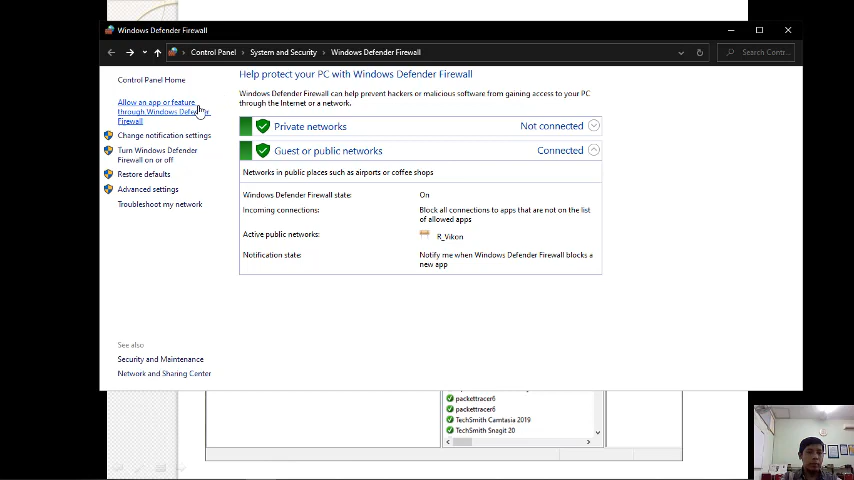 Windows Defender Firewall
Control Panel > System and Security > Windows Defender Firewall
Search Contr...
Control Panel Home
Allow an app or feature
through Windows Defender
Firewall
Change notification settings
Turn Windows Defender
Firewall on or off
Restore defaults
Advanced settings
Troubleshoot my network
Help protect your PC with Windows Defender Firewall
Windows Defender Firewall can help prevent hackers or malicious software from gaining access to your PC
through the Internet or a network.
Private networks Not connected
Guest or public networks Connected
Networks in public places such as airports or coffee shops
Windows Defender Firewall state: On
Incoming connections: Block all connections to apps that are not on the list
of allowed apps
Active public networks: R_Vikon
Notification state: Notify me when Windows Defender Firewall blocks a
new app
See also
Security and Maintenance
Network and Sharing Center
packettracer6
packettracer6
TechSmith Camtasia 2019
TechSmith Snagit 20